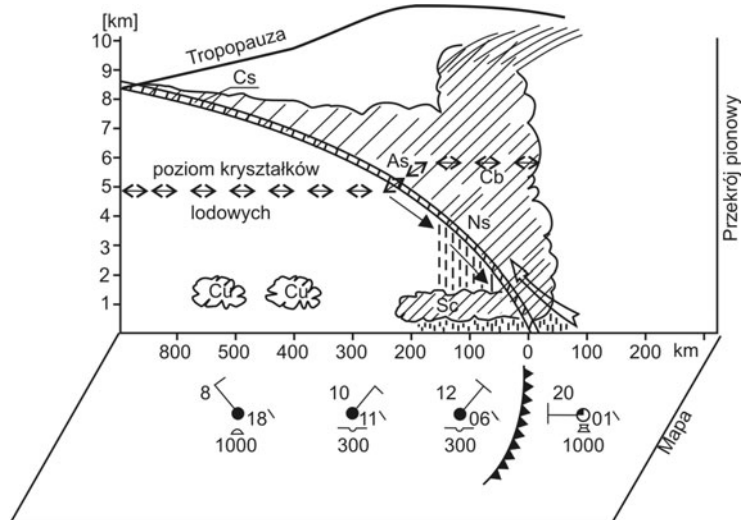 [km]
10
9
8
7
6
5
4
3
2
1
Tropopauza
Cs
As
Cb
poziom kryształków
lodowych
Ns
Cu
Cu
Sc
Przekrój pionowy
800 600 400 300 200 100 0 100 200 km
8
18
1000
10
11
300
12
06
300
20
01
1000
Mapa